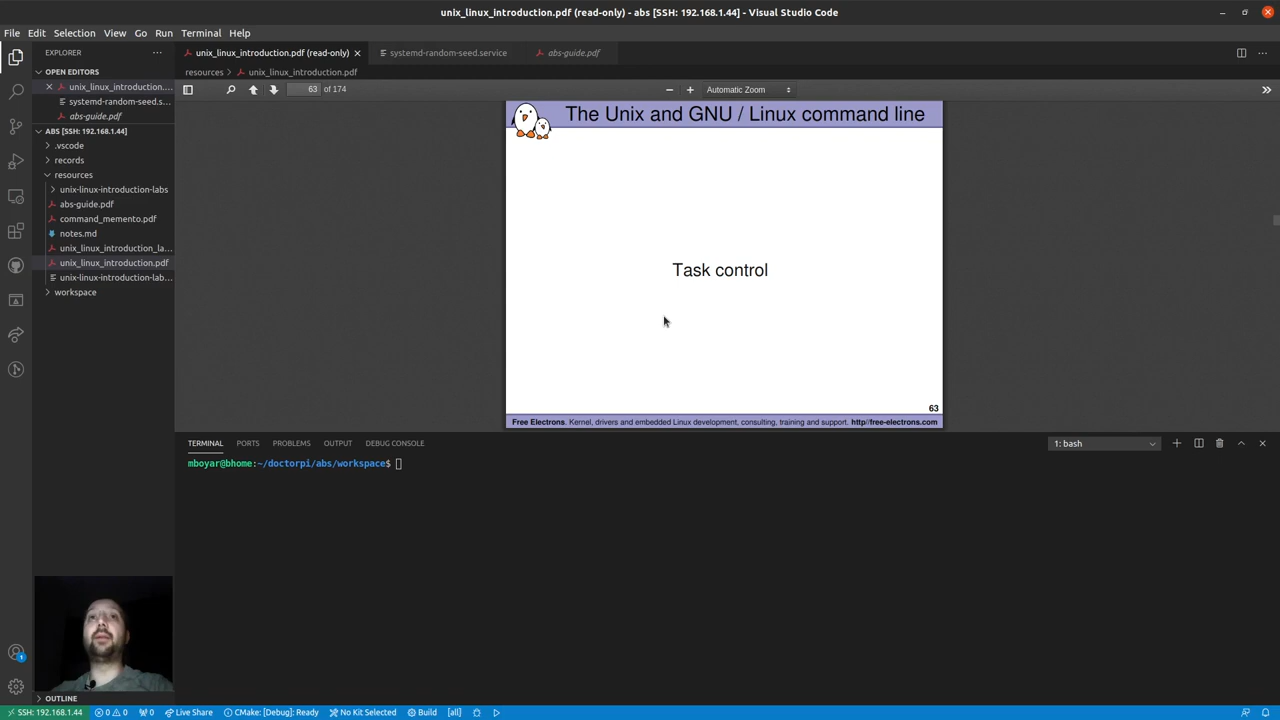 unix_linux_introduction.pdf (read-only) - abs [SSH: 192.168.1.44] - Visual Studio Code
File Edit Selection View Go Run Terminal Help
EXPLORER
unix_linux_introduction.pdf (read-only)
systemd-random-seed.service
abs-guide.pdf
OPEN EDITORS
resources > unix_linux_introduction.pdf
unix_linux_introduction....
63 of 174
Automatic Zoom
systemd-random-seed.s...
abs-guide.pdf
ABS [SSH: 192.168.1.44]
.vscode
records
resources
unix-linux-introduction-labs
abs-guide.pdf
command_memento.pdf
notes.md
unix_linux_introduction_la...
unix_linux_introduction.pdf
unix-linux-introduction-lab...
workspace
The Unix and GNU / Linux command line
Task control
63
Free Electrons. Kernel, drivers and embedded Linux development, consulting, training and support. http//free-electrons.com
TERMINAL PORTS PROBLEMS OUTPUT DEBUG CONSOLE
1: bash
mboyar@bhome:~/doctorpi/abs/workspace$
OUTLINE
1
SSH: 192.168.1.44 0 0 0 Live Share CMake: [Debug]: Ready No Kit Selected Build [all]